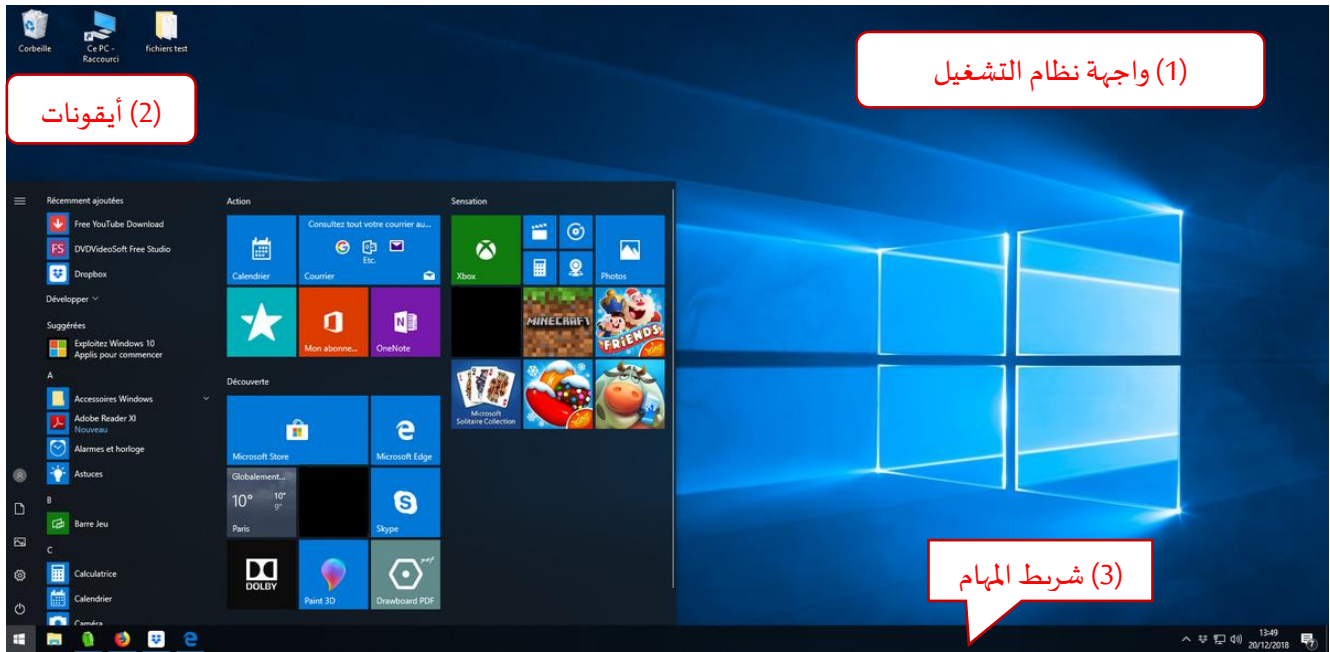 Corbeille
Ce PC -
Raccourci
fichiers test
(1) واجهة نظام التشغيل
(2) أيقونات
Récemment ajoutées
Free YouTube Download
FS
DVDVideoSoft Free Studio
Dropbox
Développer
Suggérées
Exploitez Windows 10
Applis pour commencer
A
Accessoires Windows
Adobe Reader XI
Nouveau
Alarmes et horloge
Astuces
B
Barre Jeu
C
Calculatrice
Calendrier
Caméra
Action
Calendrier
Consultez tout votre courrier au...
Etc.
Courrier
Mon abonne...
OneNote
Découverte
Microsoft Store
Microsoft Edge
Globalement...
10° 10°
9°
Paris
Skype
DOLBY
Paint 3D
Drawboard PDF
Sensation
Xbox
Photos
MINECRAFT
FRIENDS
King
Microsoft
Solitaire Collection
King
(3) شريط المهام
13:49
20/12/2018
7